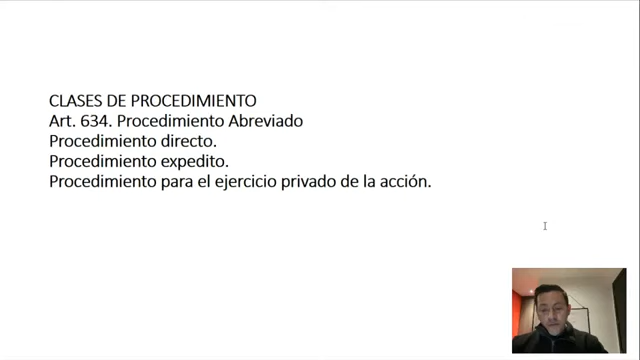 CLASES DE PROCEDIMIENTO
Art. 634. Procedimiento Abreviado
Procedimiento directo.
Procedimiento expedito.
Procedimiento para el ejercicio privado de la acción.